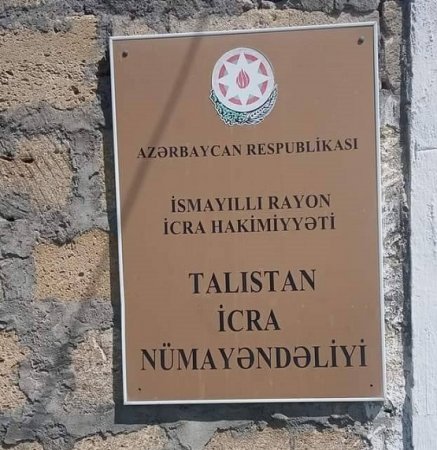 AZƏRBAYCAN RESPUBLİKASI
İSMAYILLI RAYON
İCRA HAKİMİYYƏTİ
TALISTAN
İCRA
NÜMAYƏNDƏLİYİ